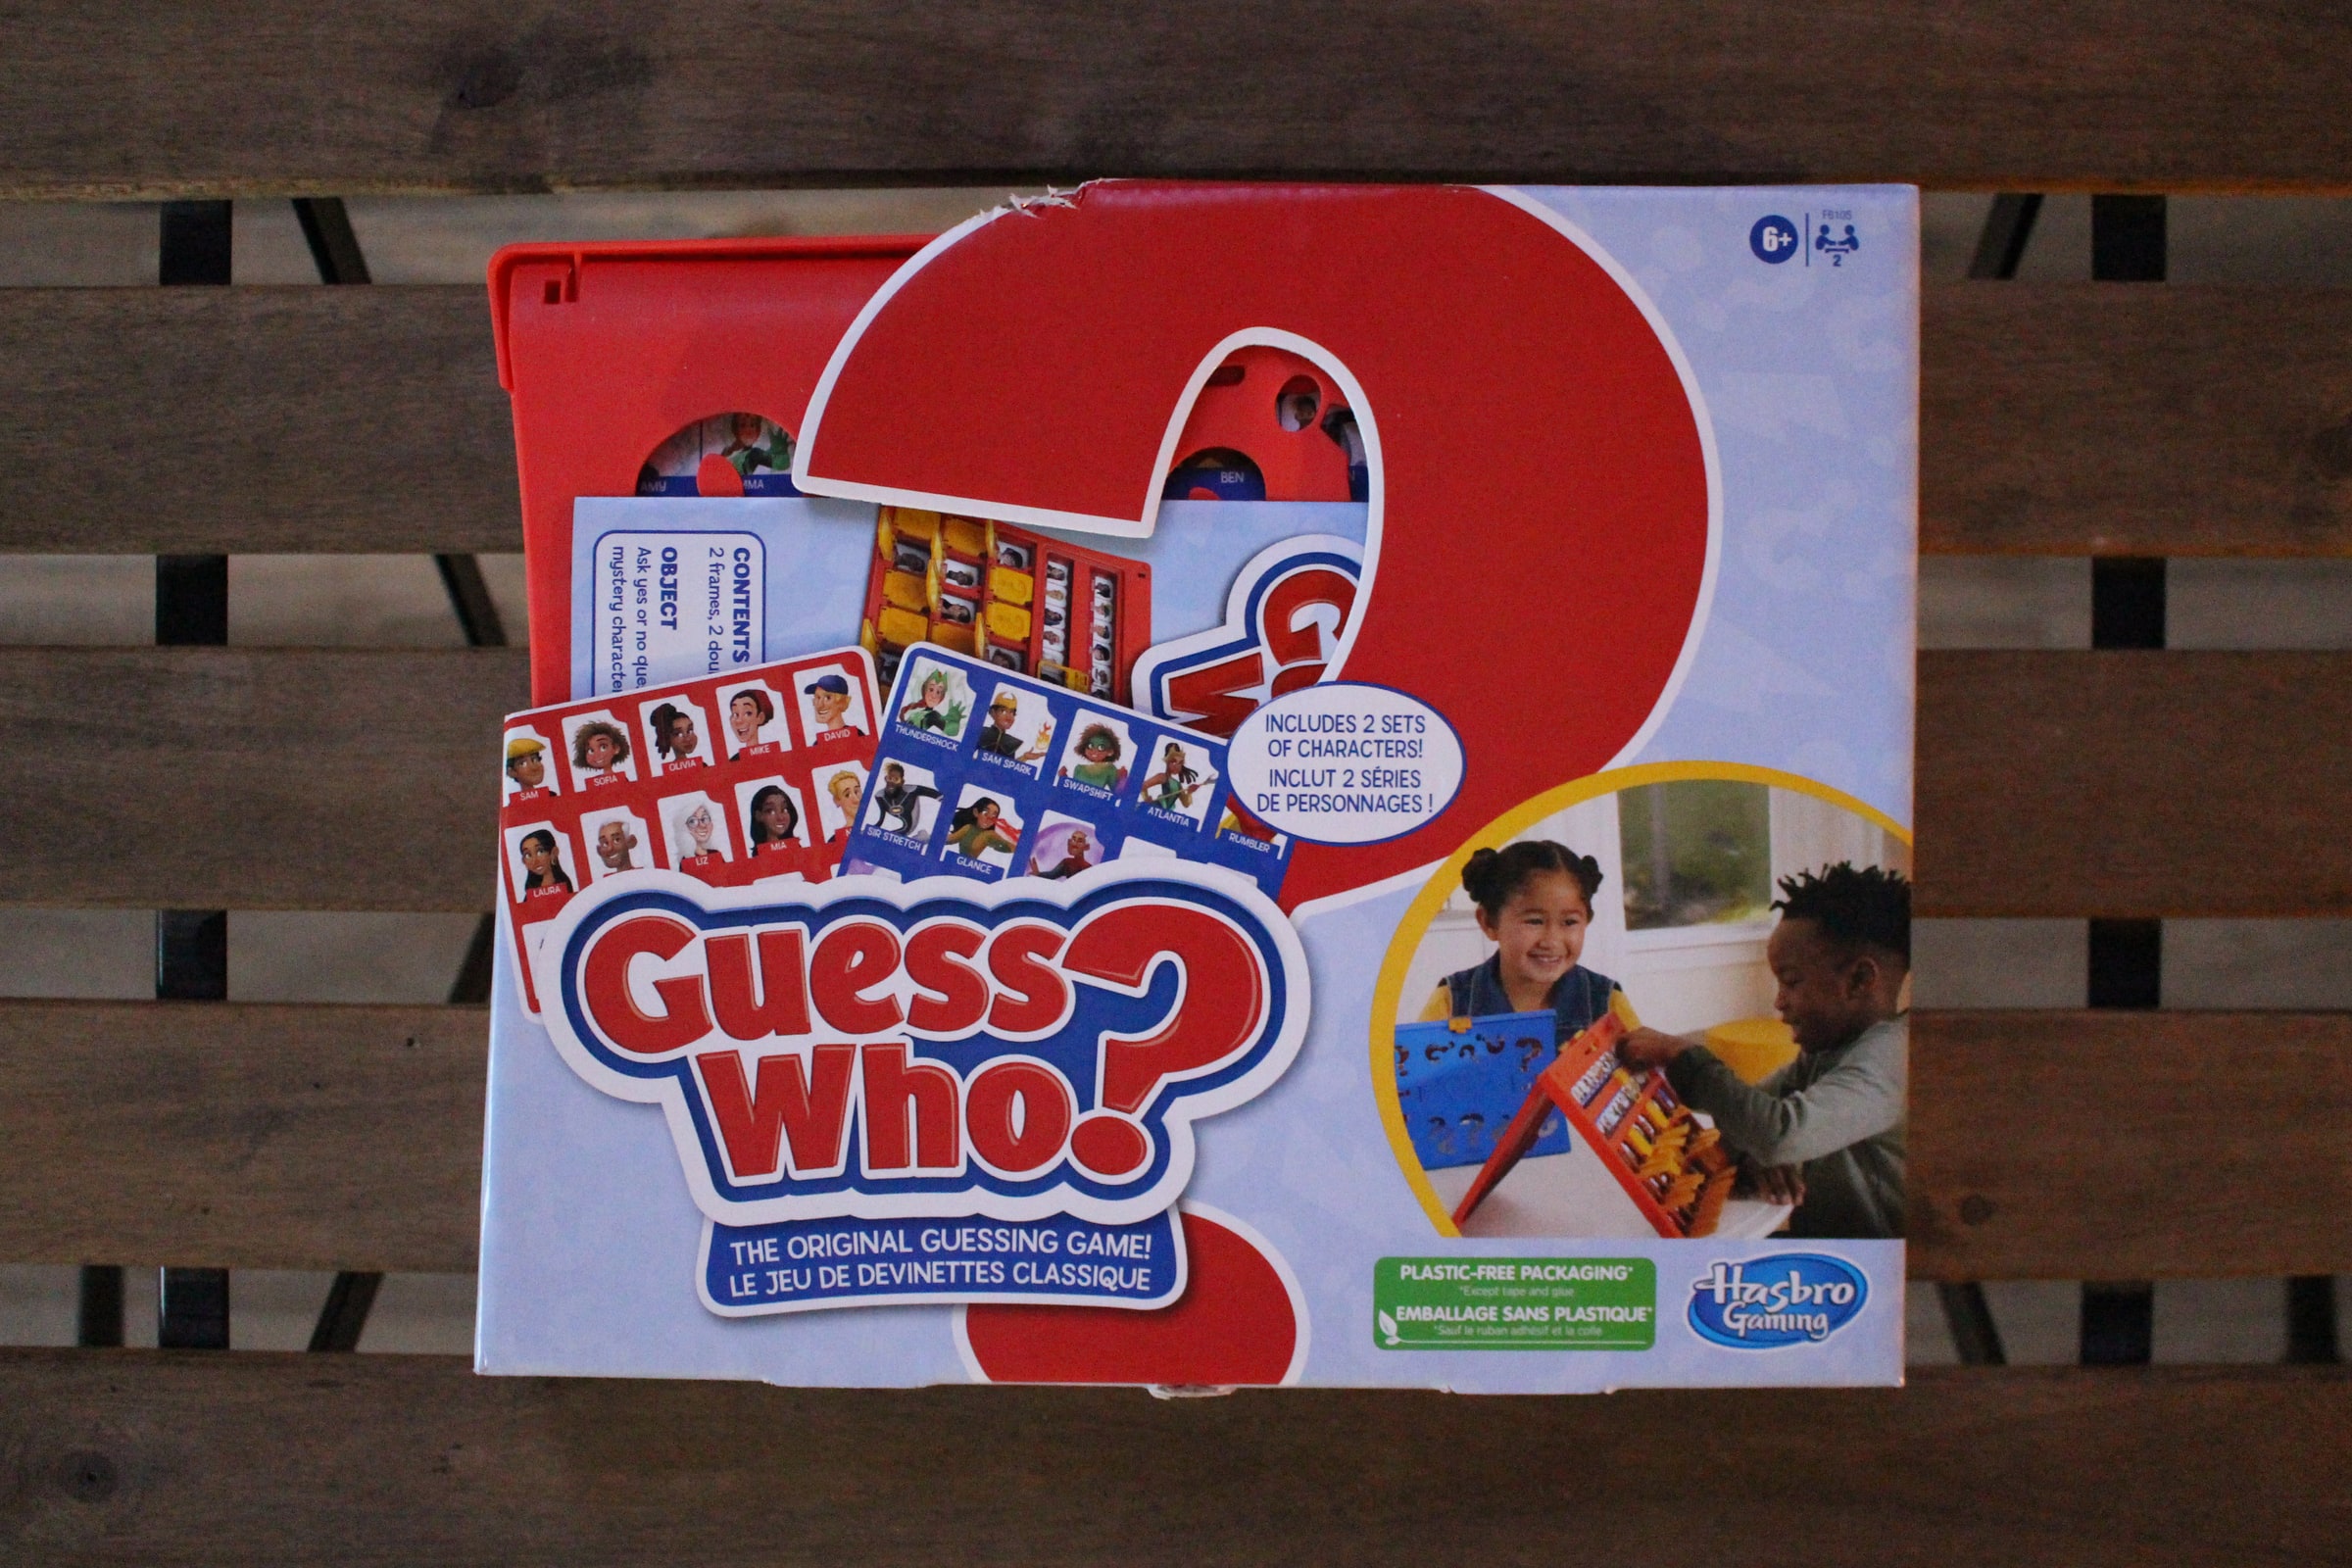 F6105
6+
2
AMY
BEN
CONTENTS
2 frames, 2 dou
OBJECT
Ask yes or no que
mystery character
INCLUDES 2 SETS
OF CHARACTERS!
INCLUT 2 SÉRIES
DE PERSONNAGES !
SAM
SOFIA
OLIVIA
MIKE
DAVID
LAURA
LIZ
MIA
THUNDERSHOCK
SAM SPARK
SWAPSHIFT
ATLANTIA
RUMBLER
SIR STRETCH
GLANCE
Guess
Who?
THE ORIGINAL GUESSING GAME!
LE JEU DE DEVINETTES CLASSIQUE
PLASTIC-FREE PACKAGING*
*Except tape and glue
EMBALLAGE SANS PLASTIQUE*
*Sauf le ruban adhésif et la colle
Hasbro
Gaming